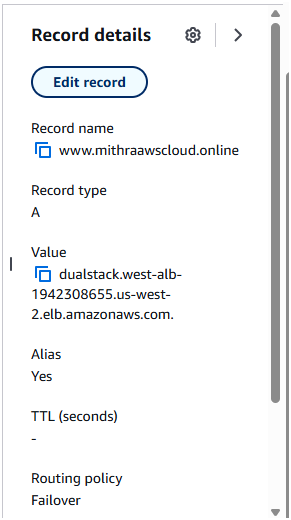 Record details
Edit record
Record name
www.mithraawscloud.online
Record type
A
Value
dualstack.west-alb-
1942308655.us-west-
2.elb.amazonaws.com.
Alias
Yes
TTL (seconds)
-
Routing policy
Failover